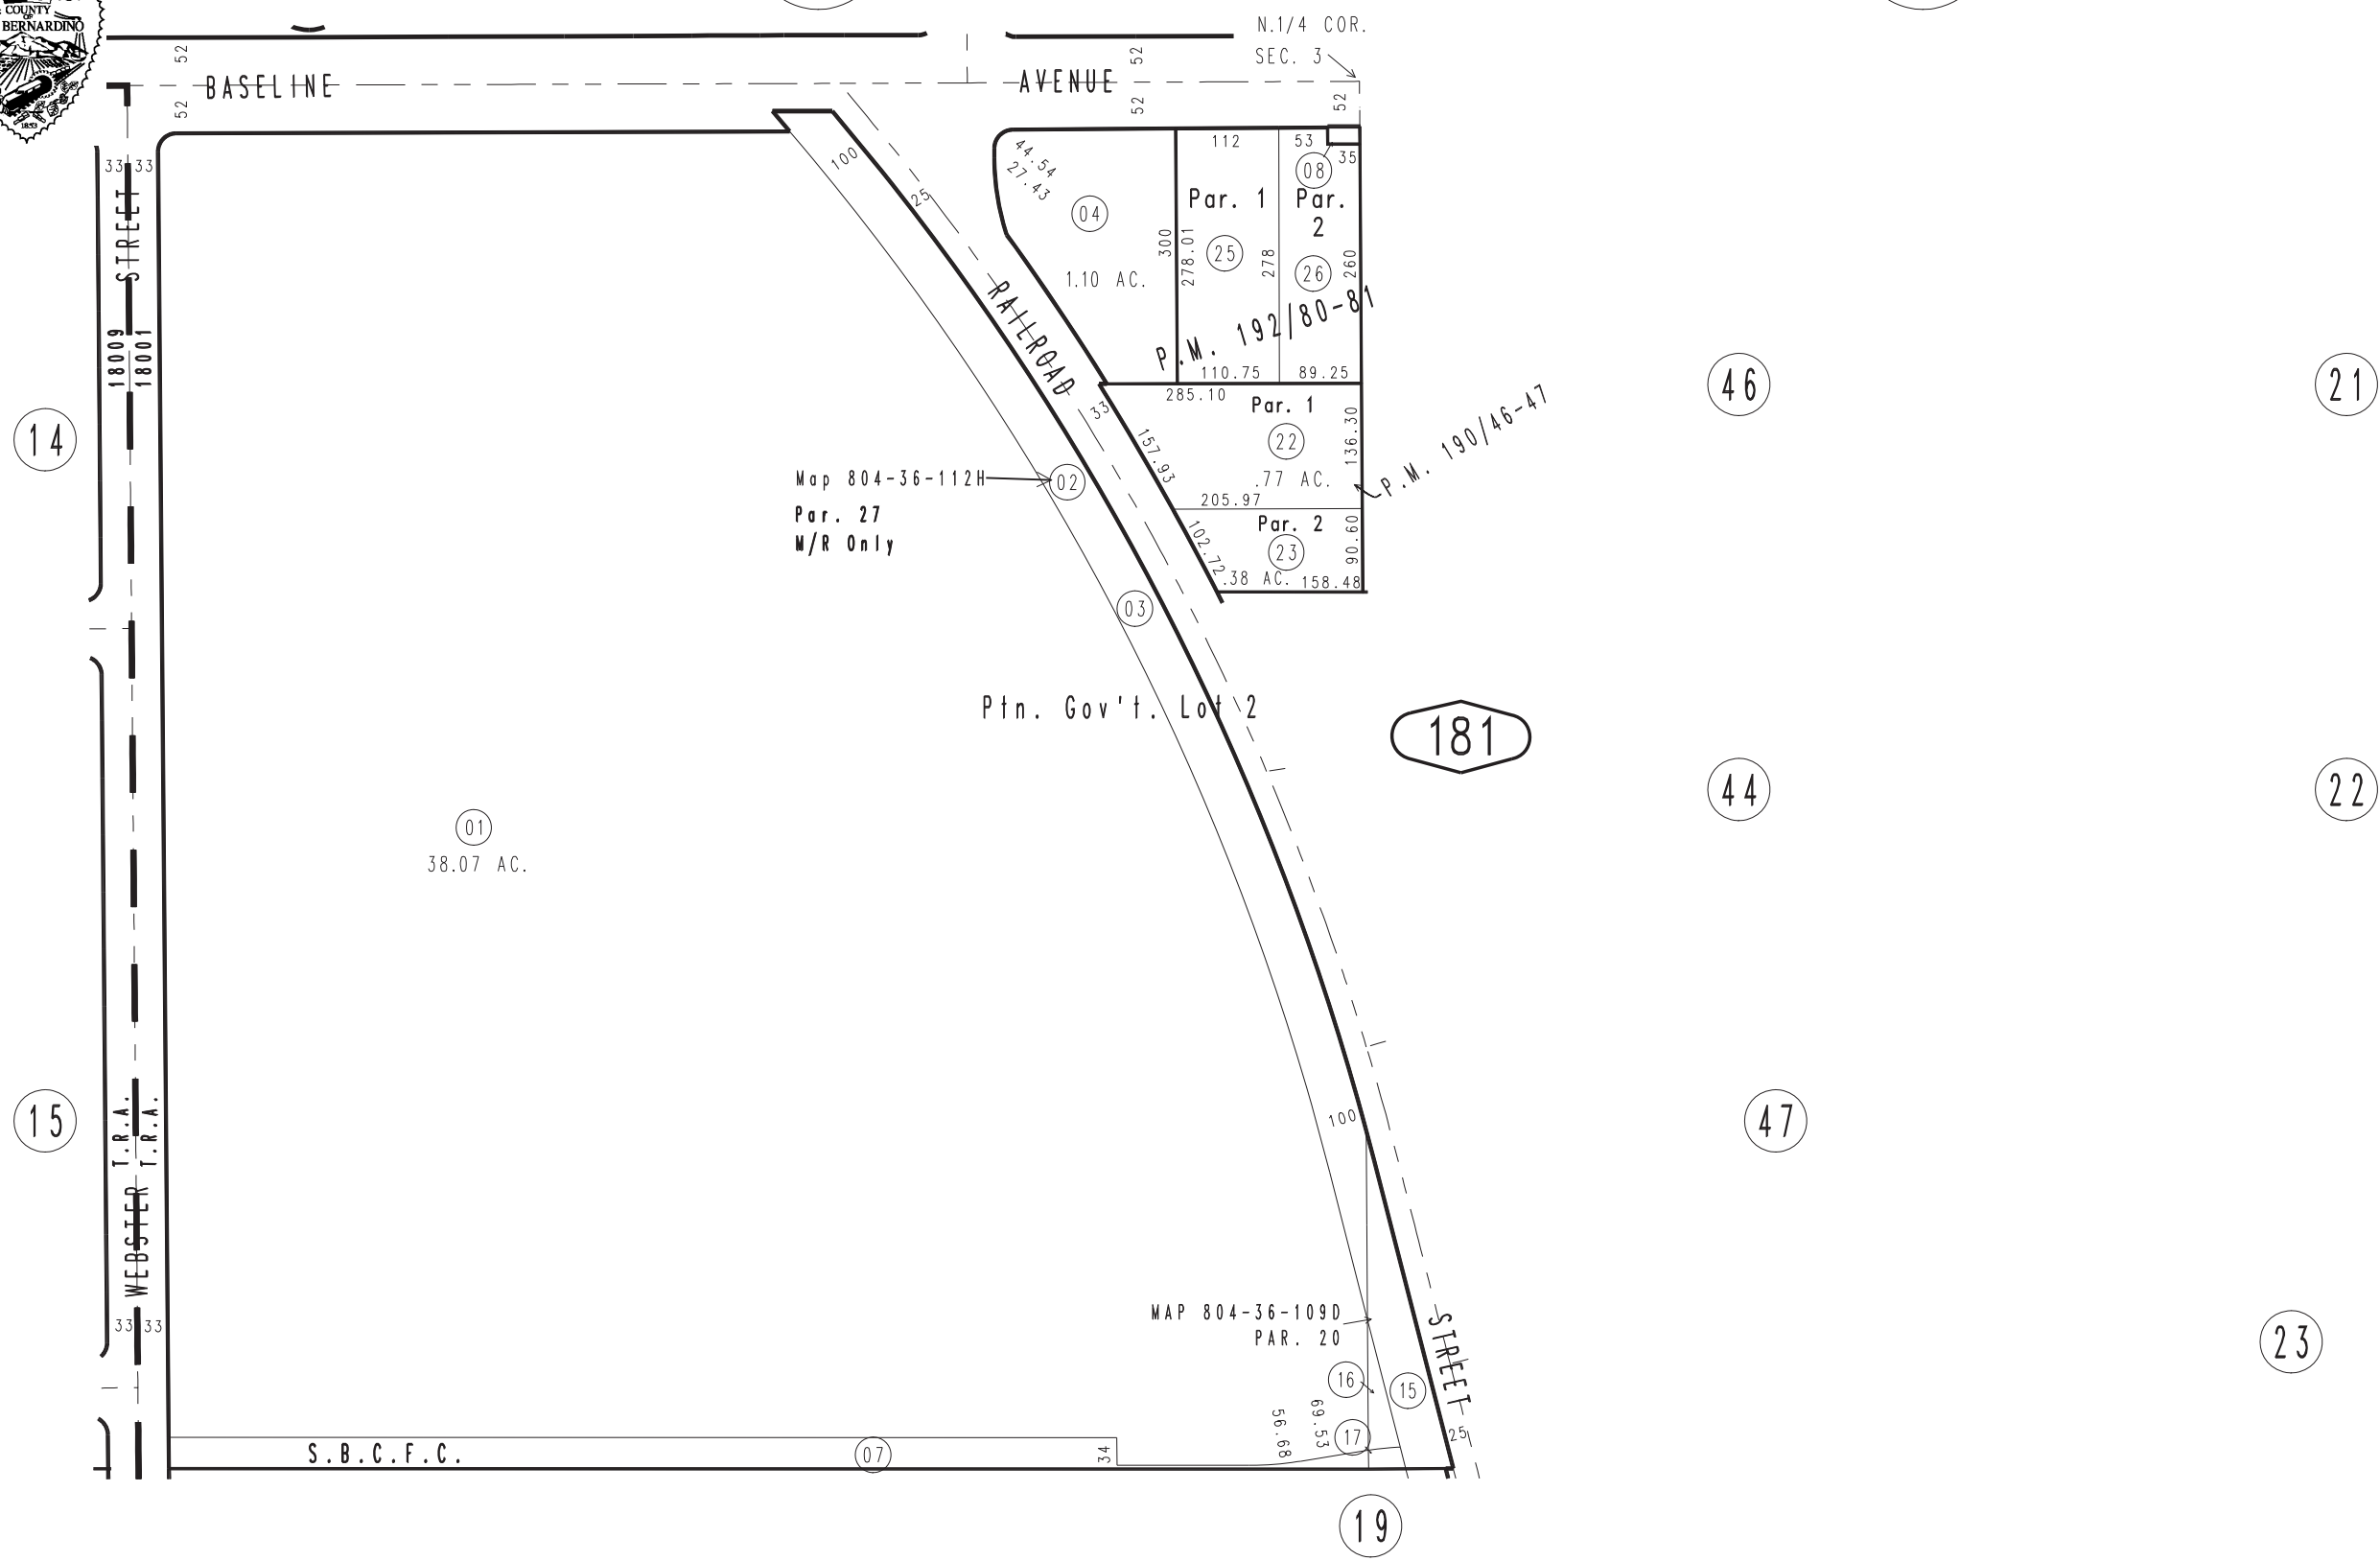 COUNTY
OF
BERNARDINO
1853
N.1/4 COR.
SEC. 3
52
52
BASELINE
AVENUE
52
52
52
33 33
STREET
18009
18001
100
25
44.54
27.43
04
1.10 AC.
300
112
53
35
08
Par. 1
Par.
2
278.01
25
278
26
260
P.M. 192/80-81
110.75
89.25
RAILROAD
33
285.10
Par. 1
22
136.30
157.93
.77 AC.
P.M. 190/46-47
205.97
Par. 2
102.72
23
90.60
.38 AC.
158.48
14
46
21
Map 804-36-112H
02
Par. 27
M/R Only
03
Ptn. Gov't. Lot 2
181
44
22
01
38.07 AC.
15
47
100
T.R.A.
T.R.A.
WEBSTER
33 33
MAP 804-36-109D
PAR. 20
STREET
23
16
15
56.68
69.53
17
25
S.B.C.F.C.
07
34
19